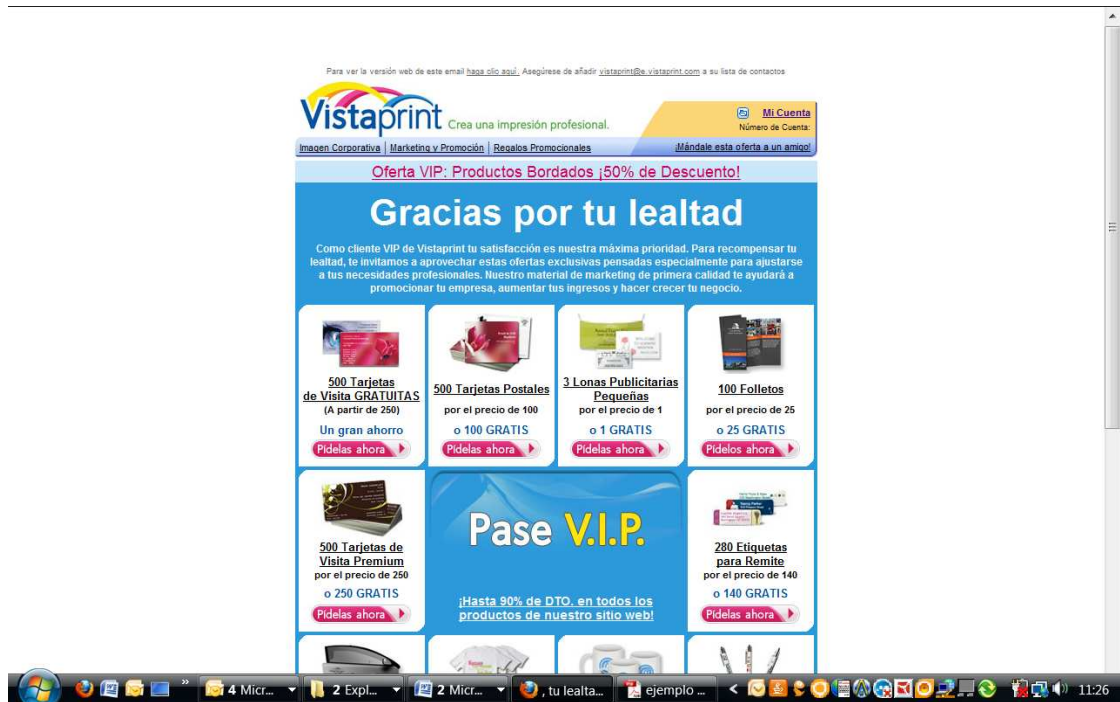 Para ver la versión web de este email haga clic aquí. Asegúrese de añadir vistaprint@e.vistaprint.com a su lista de contactos
Vistaprint Crea una impresión profesional.
Mi Cuenta
Número de Cuenta:
Imagen Corporativa | Marketing y Promoción | Regalos Promocionales ¡Mándale esta oferta a un amigo!
Oferta VIP: Productos Bordados ¡50% de Descuento!
Gracias por tu lealtad
Como cliente VIP de Vistaprint tu satisfacción es nuestra máxima prioridad. Para recompensar tu
lealtad, te invitamos a aprovechar estas ofertas exclusivas pensadas especialmente para ajustarse
a tus necesidades profesionales. Nuestro material de marketing de primera calidad te ayudará a
promocionar tu empresa, aumentar tus ingresos y hacer crecer tu negocio.
500 Tarjetas
de Visita GRATUITAS
(A partir de 250)
Un gran ahorro
Pídelas ahora
500 Tarjetas Postales
por el precio de 100
o 100 GRATIS
Pídelas ahora
3 Lonas Publicitarias
Pequeñas
por el precio de 1
o 1 GRATIS
Pídelas ahora
100 Folletos
por el precio de 25
o 25 GRATIS
Pídelos ahora
500 Tarjetas de
Visita Premium
por el precio de 250
o 250 GRATIS
Pídelas ahora
Pase V.I.P.
¡Hasta 90% de DTO. en todos los
productos de nuestro sitio web!
280 Etiquetas
para Remite
por el precio de 140
o 140 GRATIS
Pídelas ahora
4 Micr... 2 Expl... 2 Micr... , tu lealta... ejemplo ... 11:26